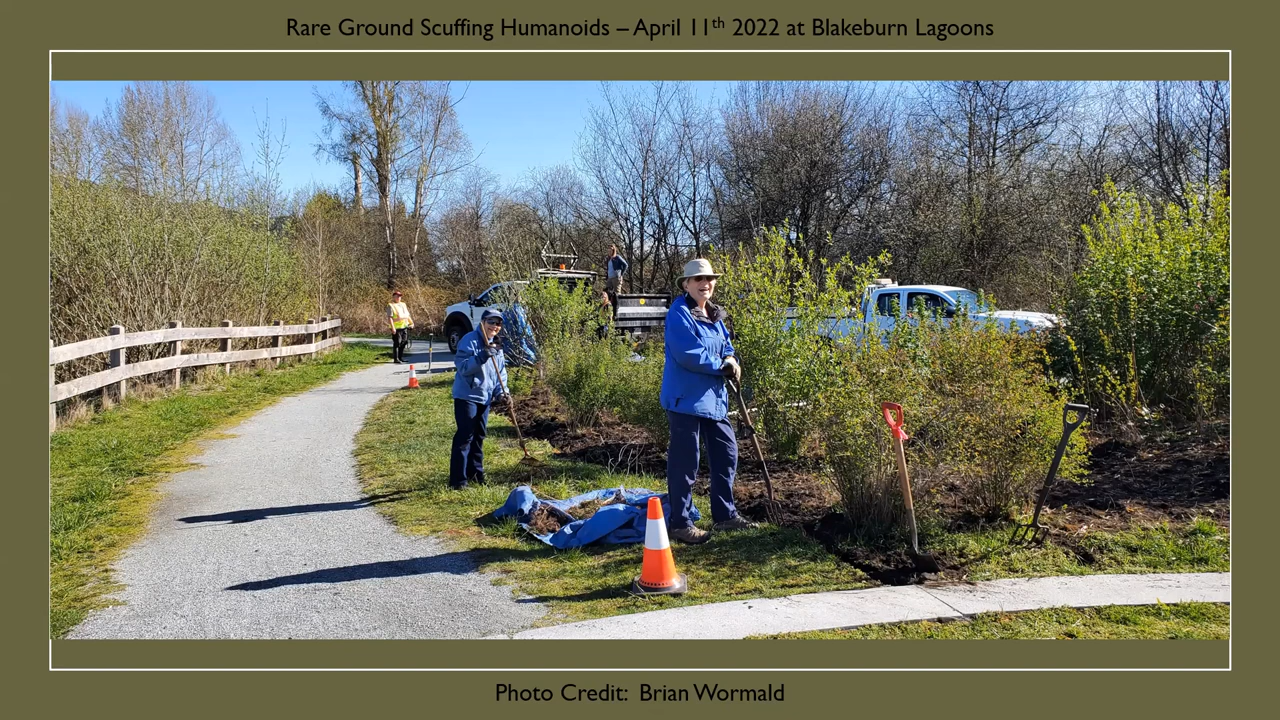 Rare Ground Scuffing Humanoids – April 11th 2022 at Blakeburn Lagoons
Photo Credit: Brian Wormald